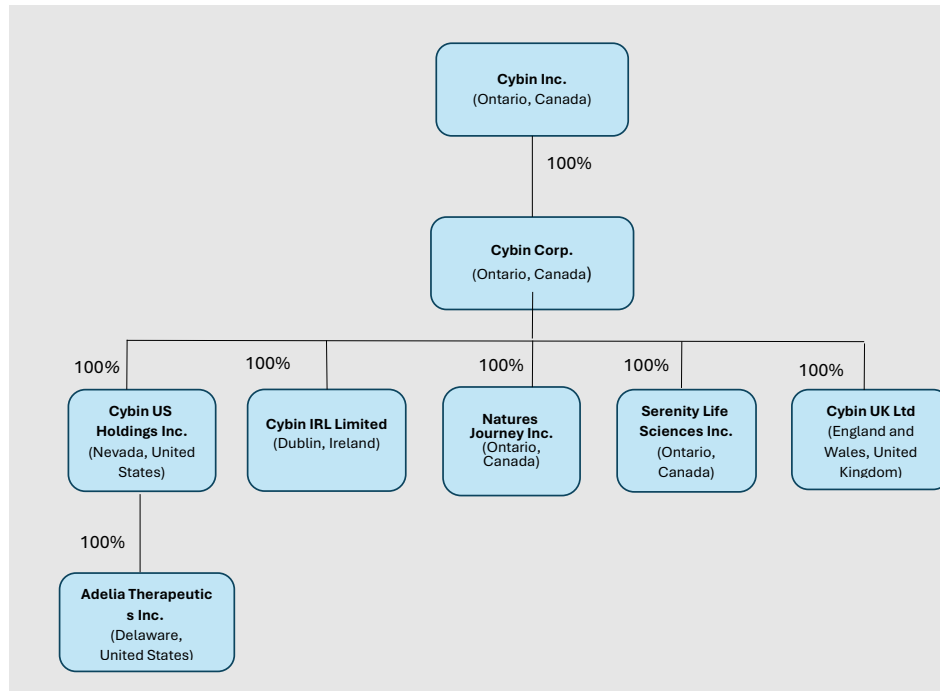 Cybin Inc.
(Ontario, Canada)
100%
Cybin Corp.
(Ontario, Canada)
100%
100%
100%
100%
100%
Cybin US
Holdings Inc.
(Nevada, United
States)
Cybin IRL Limited
(Dublin, Ireland)
Natures
Journey Inc.
(Ontario,
Canada)
Serenity Life
Sciences Inc.
(Ontario,
Canada)
Cybin UK Ltd
(England and
Wales, United
Kingdom)
100%
Adelia Therapeutic
s Inc.
(Delaware,
United States)